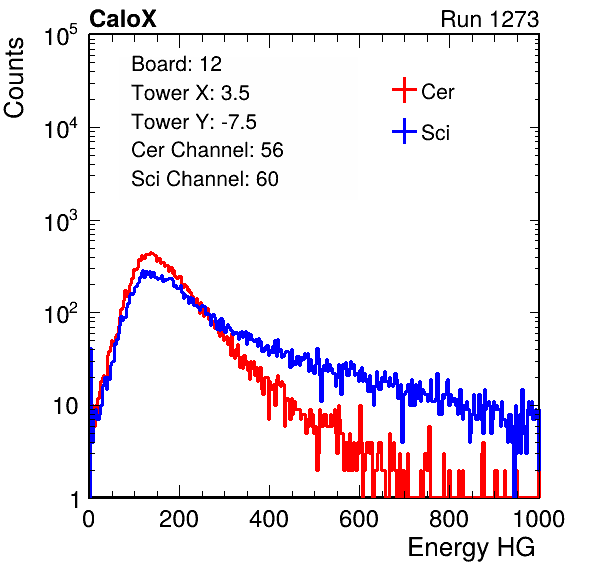 CaloX Run 1273
Counts
Board: 12
Tower X: 3.5
Tower Y: -7.5
Cer Channel: 56
Sci Channel: 60
Cer
Sci
10^5
10^4
10^3
10^2
10
1
0 200 400 600 800 1000
Energy HG